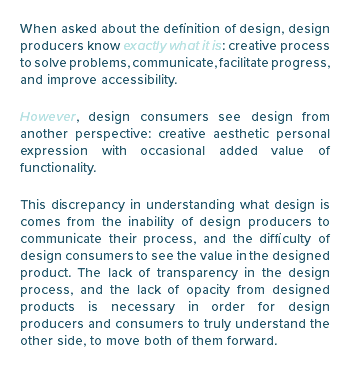 When asked about the definition of design, design
producers know exactly what it is: creative process
to solve problems, communicate, facilitate progress,
and improve accessibility.
However, design consumers see design from
another perspective: creative aesthetic personal
expression with occasional added value of
functionality.
This discrepancy in understanding what design is
comes from the inability of design producers to
communicate their process, and the difficulty of
design consumers to see the value in the designed
product. The lack of transparency in the design
process, and the lack of opacity from designed
products is necessary in order for design
producers and consumers to truly understand the
other side, to move both of them forward.